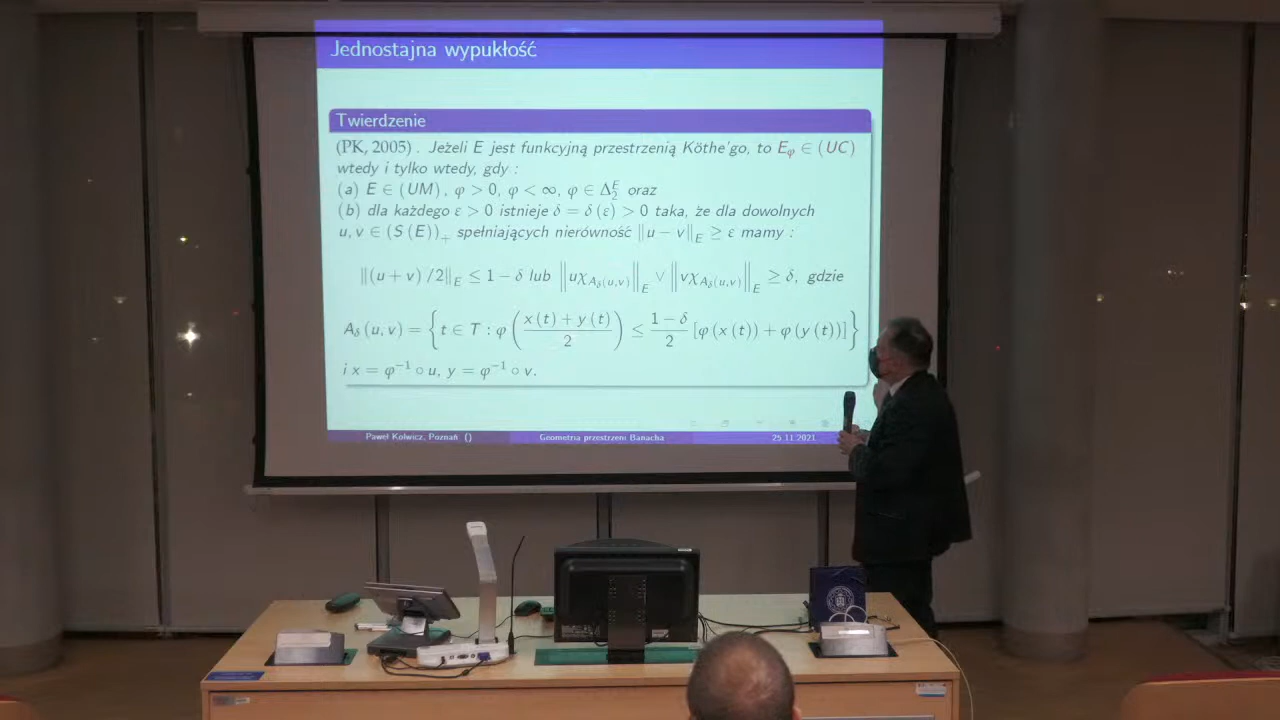 Jednostajna wypukłość
Twierdzenie
(PK, 2005) . Jeżeli E jest funkcyjną przestrzenią Köthe'go, to E_φ ∈ (UC)
wtedy i tylko wtedy, gdy :
(a) E ∈ (UM) , φ > 0, φ < ∞, φ ∈ Δ₂^E oraz
(b) dla każdego ε > 0 istnieje δ = δ (ε) > 0 taka, że dla dowolnych
u, v ∈ (S (E))₊ spełniających nierówność ‖u − v‖_E ≥ ε mamy :
‖(u + v) /2‖_E ≤ 1 − δ lub ‖uχ_{A_δ(u,v)}‖_E ∨ ‖vχ_{A_δ(u,v)}‖_E ≥ δ, gdzie
A_δ (u, v) = { t ∈ T : φ ( (x (t) + y (t)) / 2 ) ≤ (1 − δ) / 2 [φ (x (t)) + φ (y (t))] }
i x = φ⁻¹ ∘ u, y = φ⁻¹ ∘ v.
Paweł Kolwicz, Poznań () Geometria przestrzeni Banacha 25.11.2021